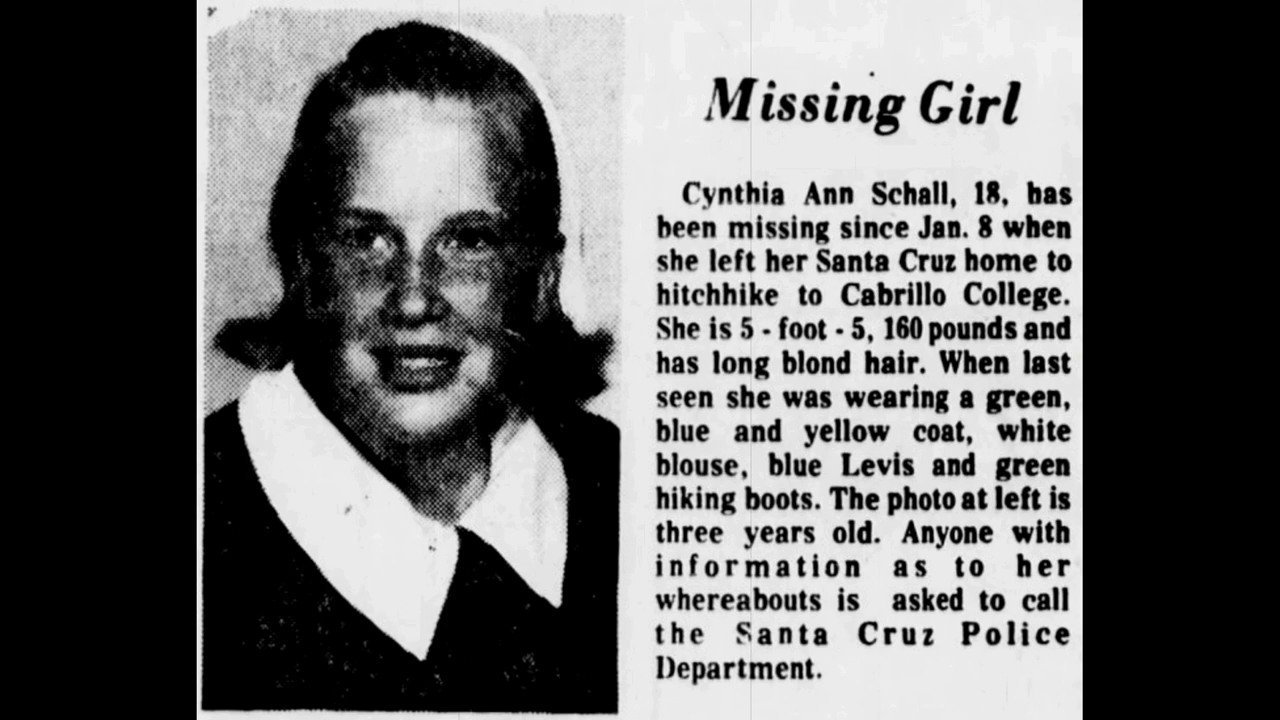 Missing Girl
Cynthia Ann Schall, 18, has
been missing since Jan. 8 when
she left her Santa Cruz home to
hitchhike to Cabrillo College.
She is 5 - foot - 5, 160 pounds and
has long blond hair. When last
seen she was wearing a green,
blue and yellow coat, white
blouse, blue Levis and green
hiking boots. The photo at left is
three years old. Anyone with
information as to her
whereabouts is asked to call
the Santa Cruz Police
Department.